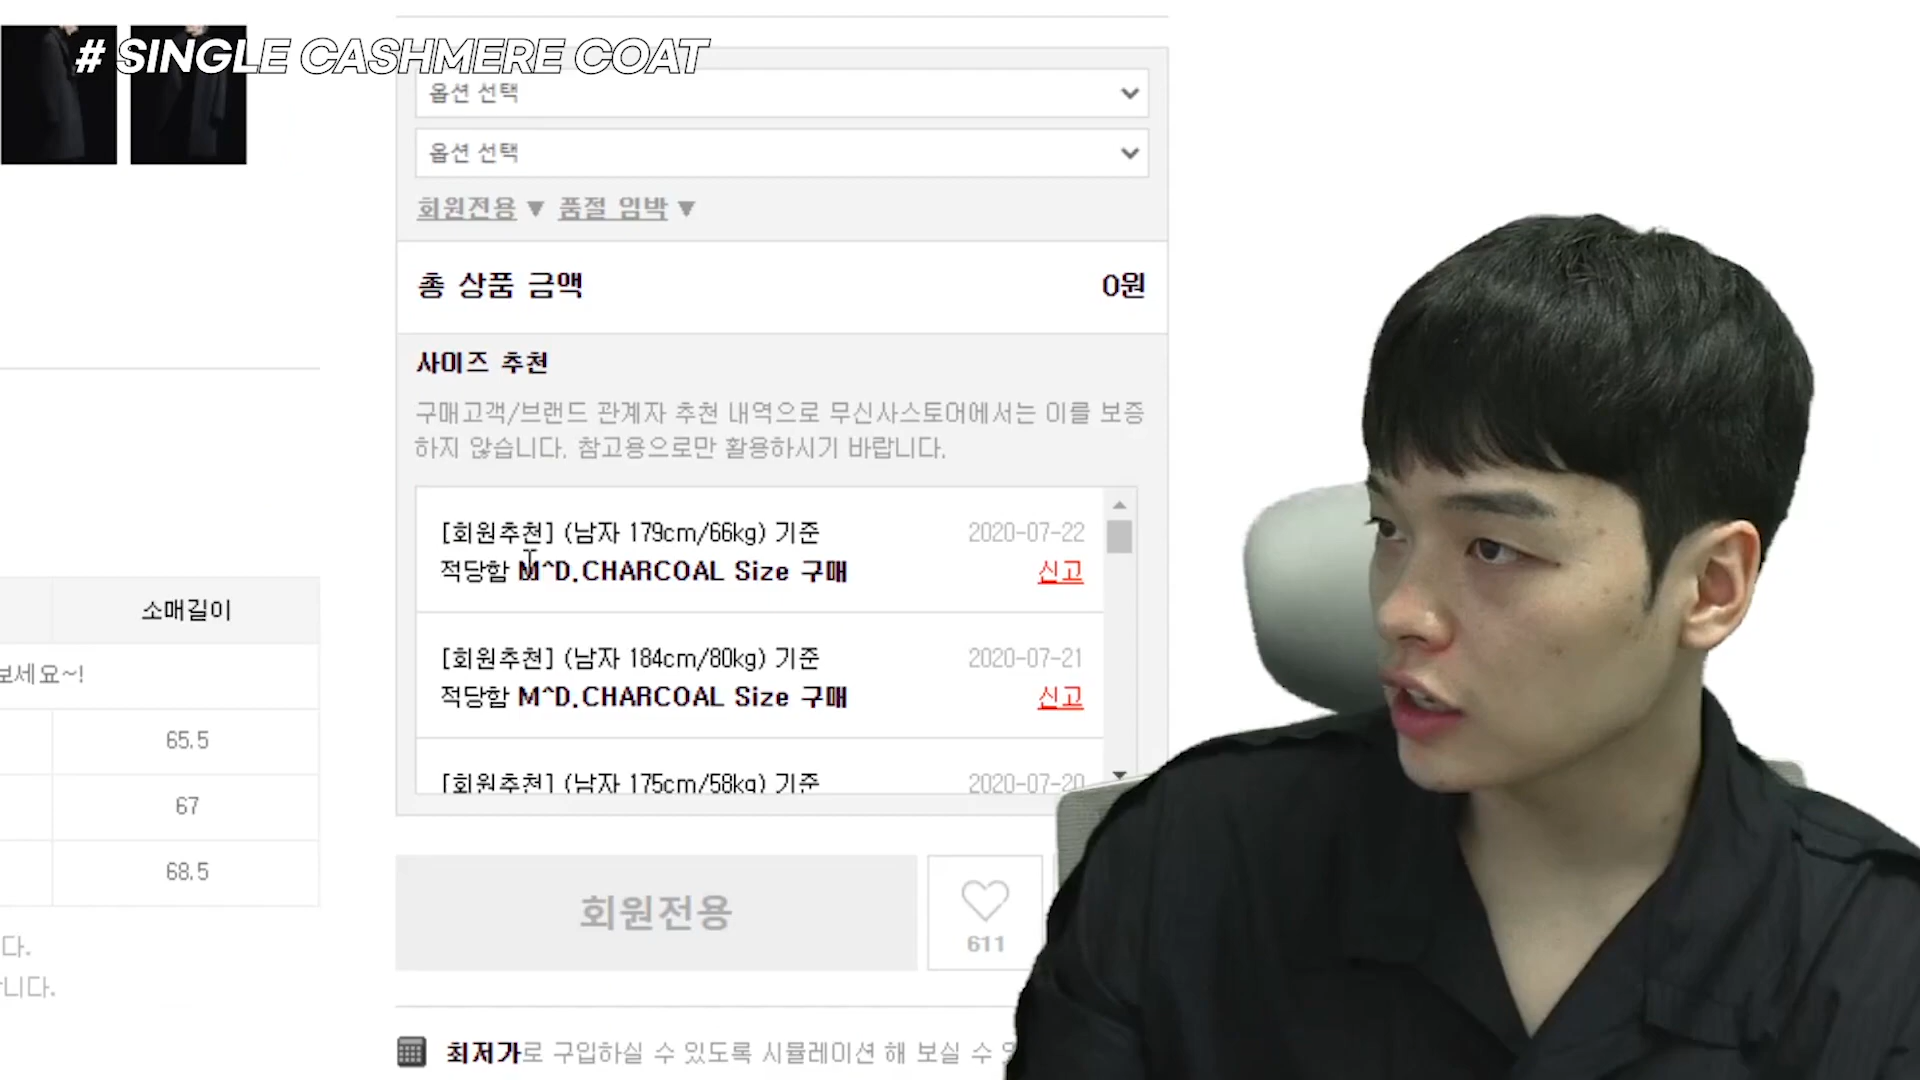 # SINGLE CASHMERE COAT
옵션 선택
옵션 선택
회원전용 ▼ 품절 임박 ▼
총 상품 금액 0원
사이즈 추천
구매고객/브랜드 관계자 추천 내역으로 무신사스토어에서는 이를 보증
하지 않습니다. 참고용으로만 활용하시기 바랍니다.
[회원추천] (남자 179cm/66kg) 기준 2020-07-22
적당함 M^D.CHARCOAL Size 구매 신고
[회원추천] (남자 184cm/80kg) 기준 2020-07-21
적당함 M^D.CHARCOAL Size 구매 신고
[회원추천] (남자 175cm/58kg) 기준 2020-07-20
소매길이
보세요~!
65.5
67
68.5
다.
니다.
회원전용
611
최저가로 구입하실 수 있도록 시뮬레이션 해 보실 수